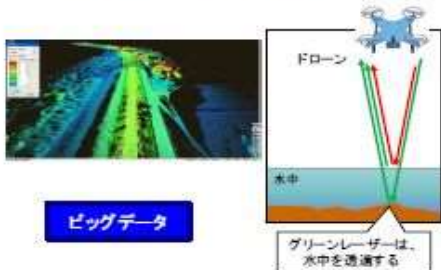 ドローン
水中
ビッグデータ
グリーンレーザーは、
水中を透過する